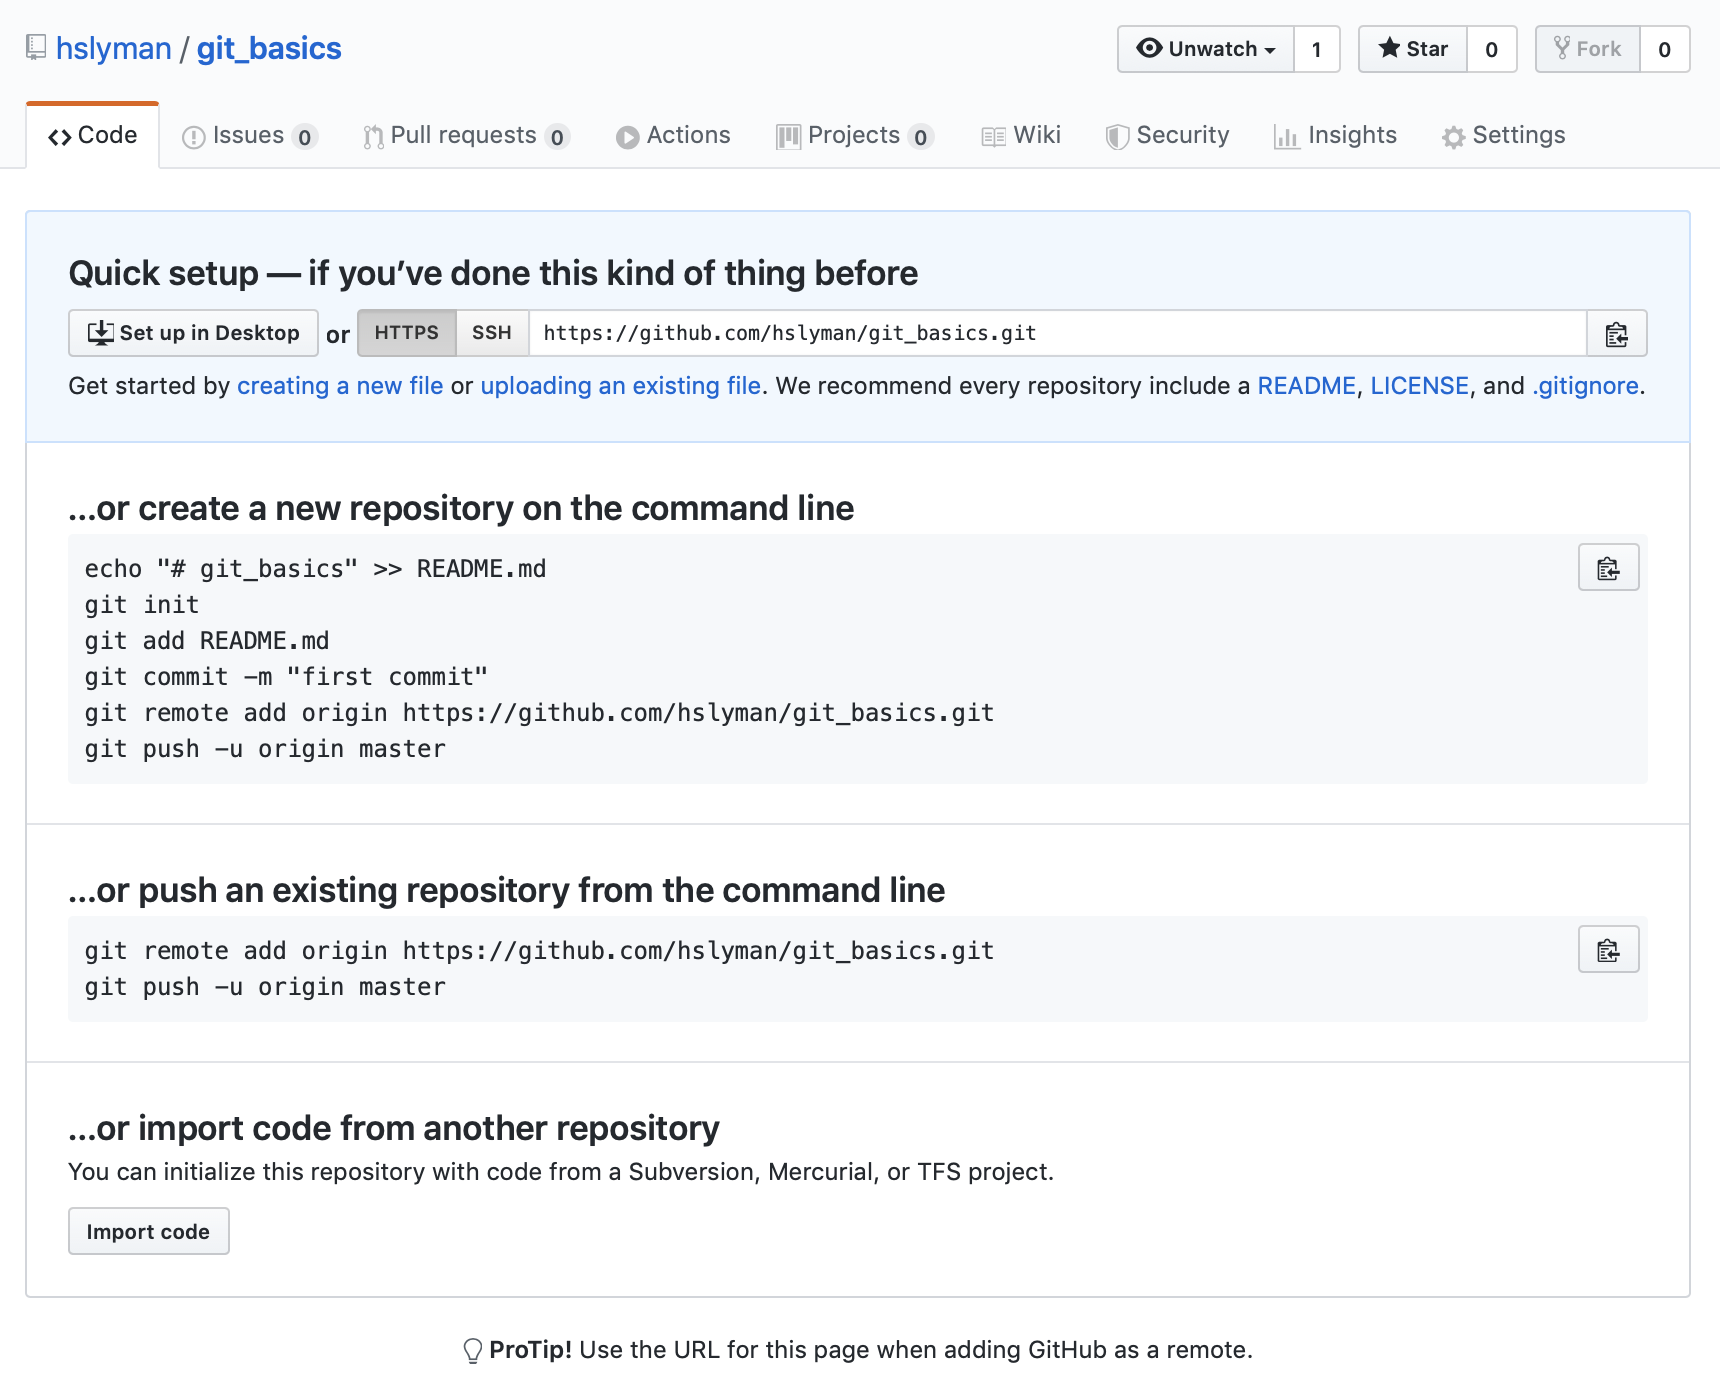 hslyman / git_basics
Unwatch 1 Star 0 Fork 0
Code Issues 0 Pull requests 0 Actions Projects 0 Wiki Security Insights Settings
Quick setup — if you’ve done this kind of thing before
Set up in Desktop or HTTPS SSH https://github.com/hslyman/git_basics.git
Get started by creating a new file or uploading an existing file. We recommend every repository include a README, LICENSE, and .gitignore.
…or create a new repository on the command line
echo "# git_basics" >> README.md
git init
git add README.md
git commit -m "first commit"
git remote add origin https://github.com/hslyman/git_basics.git
git push -u origin master
…or push an existing repository from the command line
git remote add origin https://github.com/hslyman/git_basics.git
git push -u origin master
…or import code from another repository
You can initialize this repository with code from a Subversion, Mercurial, or TFS project.
Import code
ProTip! Use the URL for this page when adding GitHub as a remote.